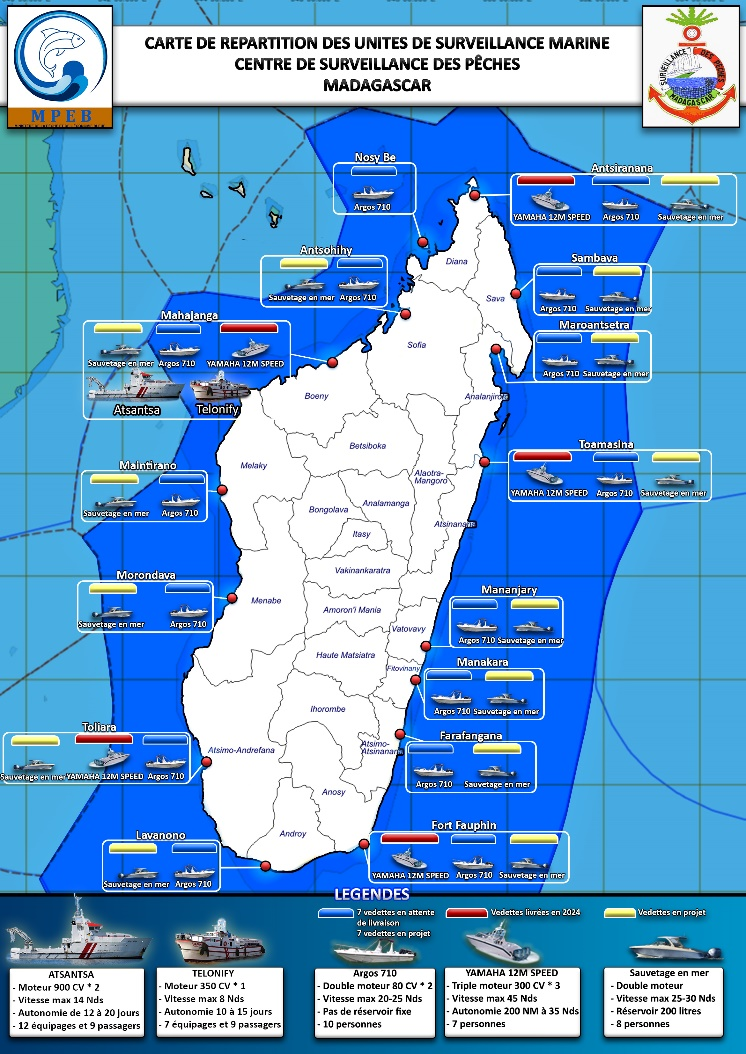 CARTE DE REPARTITION DES UNITES DE SURVEILLANCE MARINE
CENTRE DE SURVEILLANCE DES PÊCHES
MADAGASCAR
MPEB
SURVEILLANCE DES PÊCHES
MADAGASCAR
Nosy Be
Argos 710
Antsiranana
YAMAHA 12M SPEED
Argos 710
Sauvetage en mer
Antsohihy
Sauvetage en mer
Argos 710
Sambava
Argos 710
Sauvetage en mer
Mahajanga
Sauvetage en mer
Argos 710
YAMAHA 12M SPEED
Atsantsa
Telonify
Maroantsetra
Argos 710
Sauvetage en mer
Toamasina
YAMAHA 12M SPEED
Argos 710
Sauvetage en mer
Maintirano
Sauvetage en mer
Argos 710
Morondava
Sauvetage en mer
Argos 710
Mananjary
Argos 710
Sauvetage en mer
Manakara
Argos 710
Sauvetage en mer
Farafangana
Argos 710
Sauvetage en mer
Toliara
Sauvetage en mer
YAMAHA 12M SPEED
Argos 710
Lavanono
Sauvetage en mer
Argos 710
Fort Fauphin
YAMAHA 12M SPEED
Argos 710
Sauvetage en mer
Diana
Sava
Sofia
Boeny
Analanjirofo
Betsiboka
Melaky
Alaotra-
Mangoro
Bongolava
Analamanga
Atsinanana
Itasy
Vakinankaratra
Menabe
Amoron'i Mania
Vatovavy
Haute Matsiatra
Fitovinany
Ihorombe
Atsimo-Andrefana
Atsimo-
Atsinanana
Anosy
Androy
LEGENDES
7 vedettes en attente
de livraison
7 vedettes en projet
Vedettes livrées en 2024
Vedettes en projet
ATSANTSA
- Moteur 900 CV * 2
- Vitesse max 14 Nds
- Autonomie de 12 à 20 jours
- 12 équipages et 9 passagers
TELONIFY
- Moteur 350 CV * 1
- Vitesse max 8 Nds
- Autonomie 10 à 15 jours
- 7 équipages et 9 passagers
Argos 710
- Double moteur 80 CV * 2
- Vitesse max 20-25 Nds
- Pas de réservoir fixe
- 10 personnes
YAMAHA 12M SPEED
- Triple moteur 300 CV * 3
- Vitesse max 45 Nds
- Autonomie 200 NM à 35 Nds
- 7 personnes
Sauvetage en mer
- Double moteur
- Vitesse max 25-30 Nds
- Réservoir 200 litres
- 8 personnes